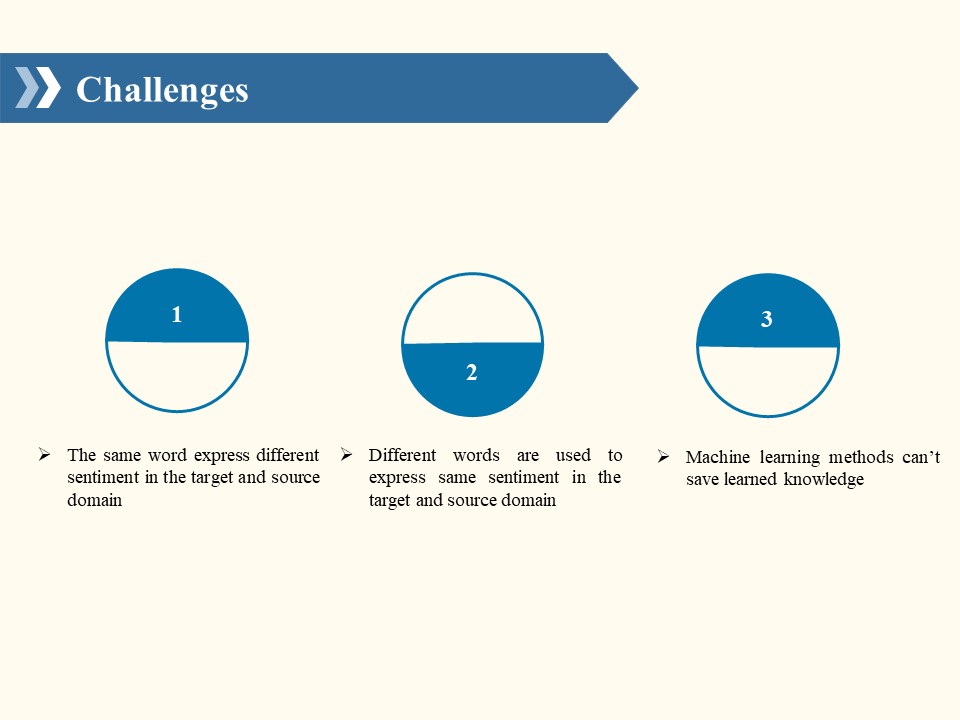 Challenges
1
2
3
➢ The same word express different
sentiment in the target and source
domain
➢ Different words are used to
express same sentiment in the
target and source domain
➢ Machine learning methods can’t
save learned knowledge